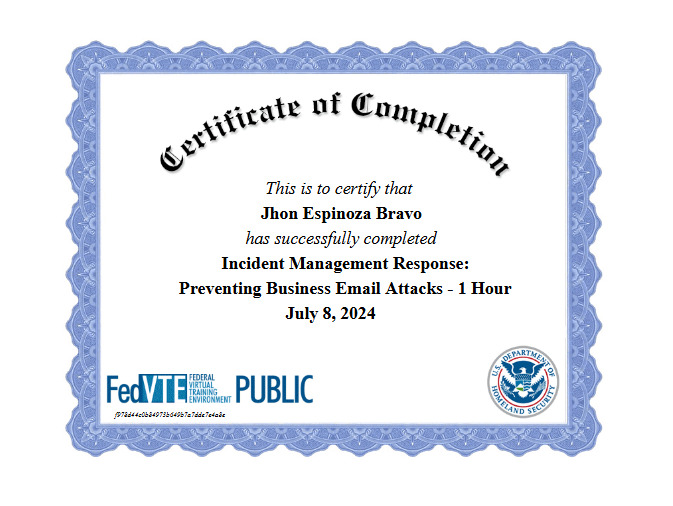 Certificate of Completion
This is to certify that
Jhon Espinoza Bravo
has successfully completed
Incident Management Response:
Preventing Business Email Attacks - 1 Hour
July 8, 2024
FedVTE FEDERAL VIRTUAL TRAINING ENVIRONMENT PUBLIC
U.S. DEPARTMENT OF HOMELAND SECURITY